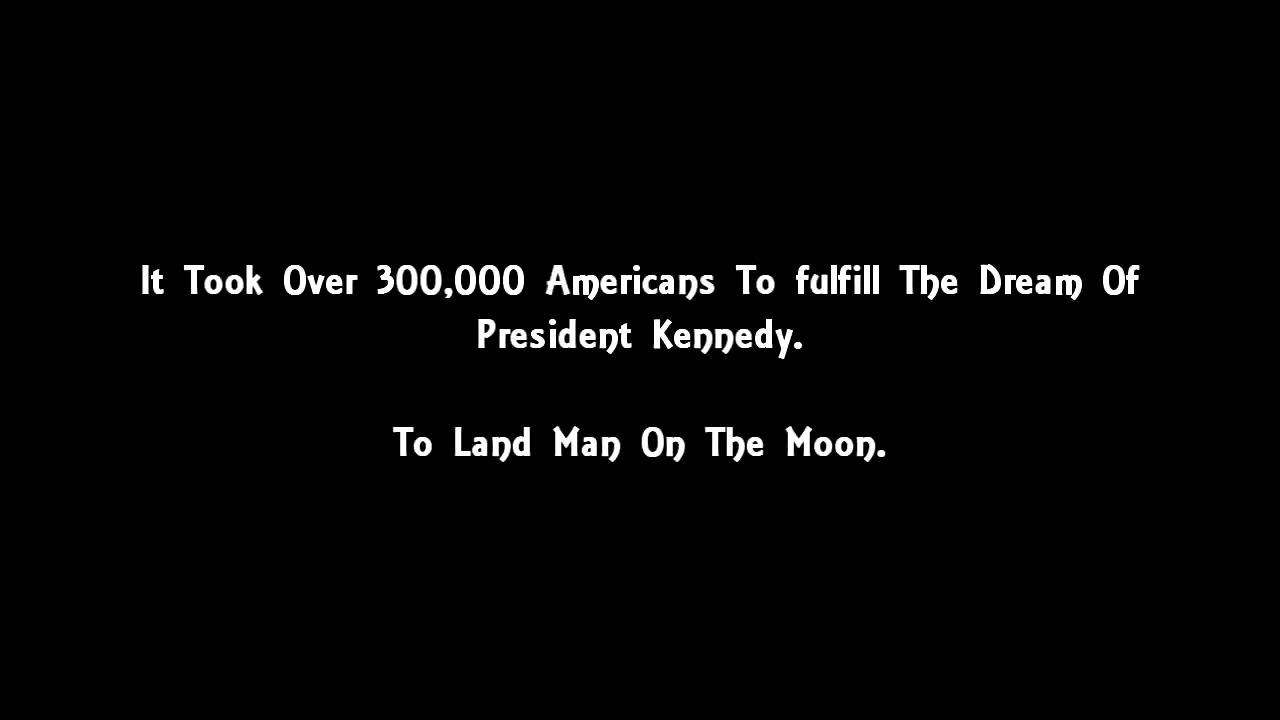 It Took Over 300,000 Americans To fulfill The Dream Of
President Kennedy.
To Land Man On The Moon.